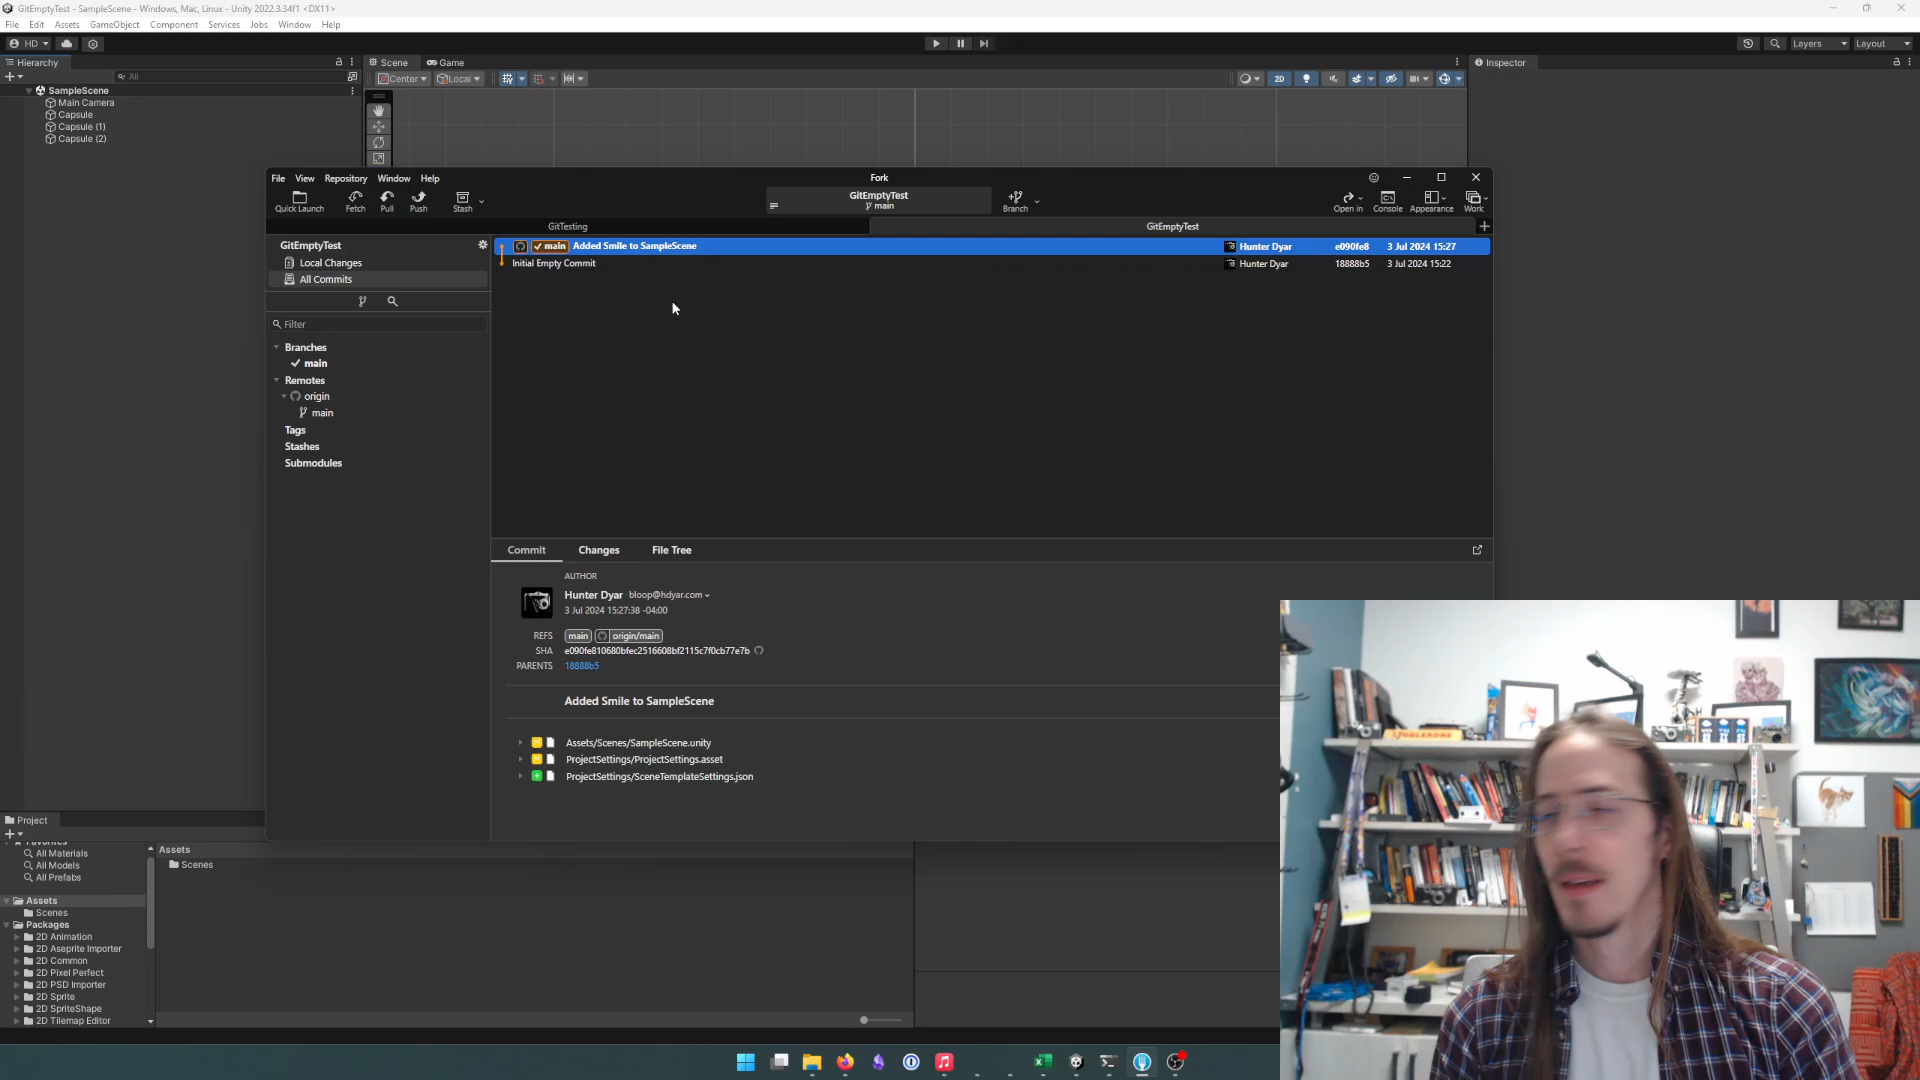 GitEmptyTest - SampleScene - Windows, Mac, Linux - Unity 2022.3.34f1 <DX11>
File Edit Assets GameObject Component Services Jobs Window Help
HD
Layers Layout
Hierarchy
Scene Game
Inspector
All
Center Local
2D
SampleScene
Main Camera
Capsule
Capsule (1)
Capsule (2)
File View Repository Window Help
Fork
Quick Launch Fetch Pull Push Stash
GitEmptyTest
main
Branch
Open in Console Appearance Work
GitTesting
GitEmptyTest
GitEmptyTest
Local Changes
All Commits
Filter
Branches
main
Remotes
origin
main
Tags
Stashes
Submodules
main Added Smile to SampleScene Hunter Dyar e090fe8 3 Jul 2024 15:27
Initial Empty Commit Hunter Dyar 18888b5 3 Jul 2024 15:22
Commit Changes File Tree
AUTHOR
Hunter Dyar bloop@hdyar.com
3 Jul 2024 15:27:38 -04:00
REFS main origin/main
SHA e090fe810680bfec2516608bf2115c7f0cb77e7b
PARENTS 18888b5
Added Smile to SampleScene
Assets/Scenes/SampleScene.unity
ProjectSettings/ProjectSettings.asset
ProjectSettings/SceneTemplateSettings.json
Project
Favorites
All Materials
All Models
All Prefabs
Assets
Scenes
Packages
2D Animation
2D Aseprite Importer
2D Common
2D Pixel Perfect
2D PSD Importer
2D Sprite
2D SpriteShape
2D Tilemap Editor
Assets
Scenes
TOBLERONE